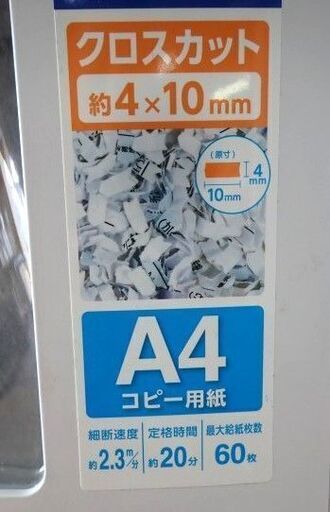 クロスカット
約4×10mm
(原寸)
4
mm
10mm
A4
コピー用紙
細断速度 定格時間 最大給紙枚数
約2.3m/分 約20分 60枚